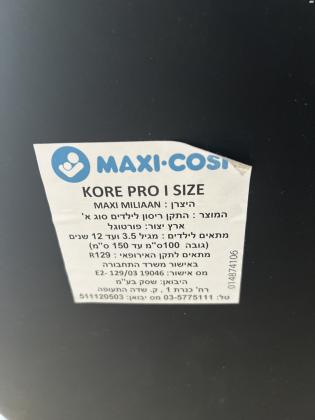 MAXI-COSI
KORE PRO I SIZE
היצרן : MAXI MILIAAN
המוצר : התקן ריסון לילדים סוג א'
ארץ יצור: פורטוגל
מתאים לילדים : מגיל 3.5 ועד 12 שנים
(גובה 100ס"מ עד 150 ס"מ)
מתאים לתקן האירופאי : R129
באישור משרד התחבורה
מס אישור: E2- 129/03 19046
היבואן: שסק בע"מ
רח' כנרת 1 , ק. שדה התעופה
טל: 03-5775111 מס יבואן: 511120503
014874106